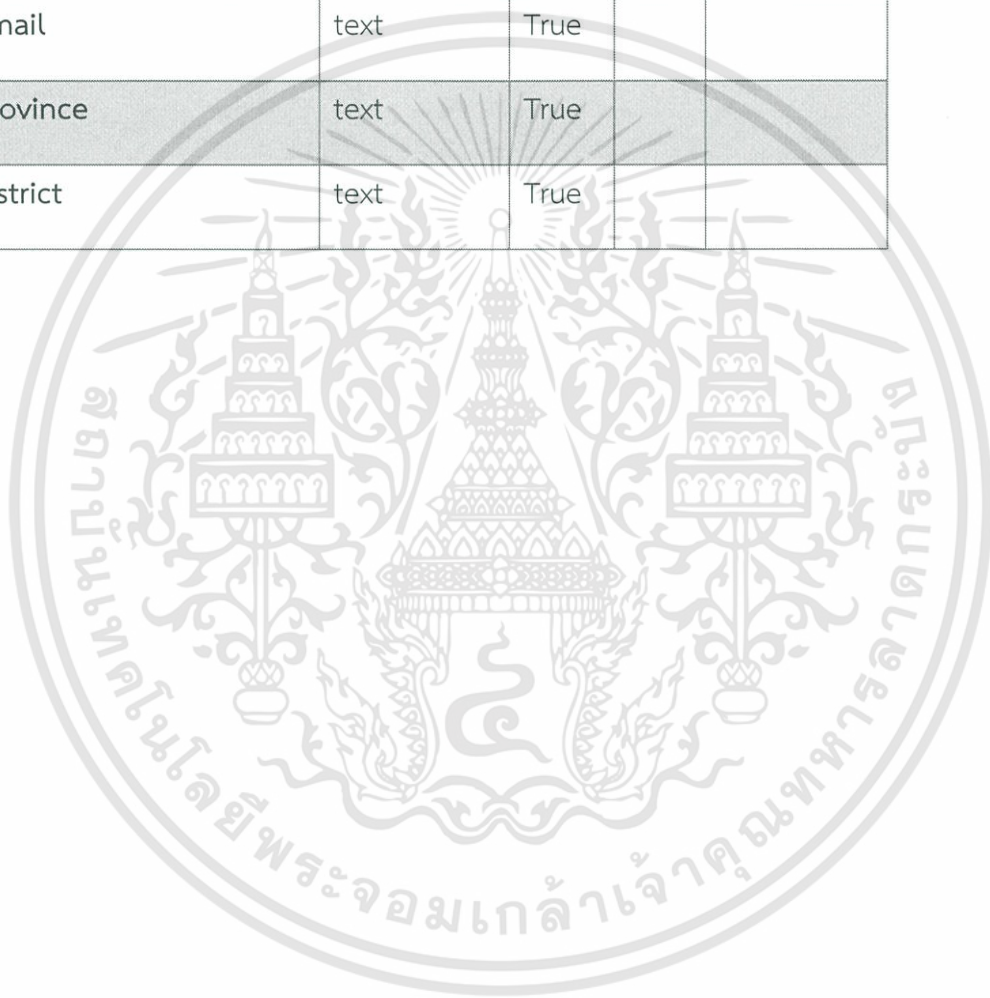 mail text True
ovince text True
strict text True
สถาบันเทคโนโลยีพระจอมเกล้าเจ้าคุณทหารลาดกระบัง